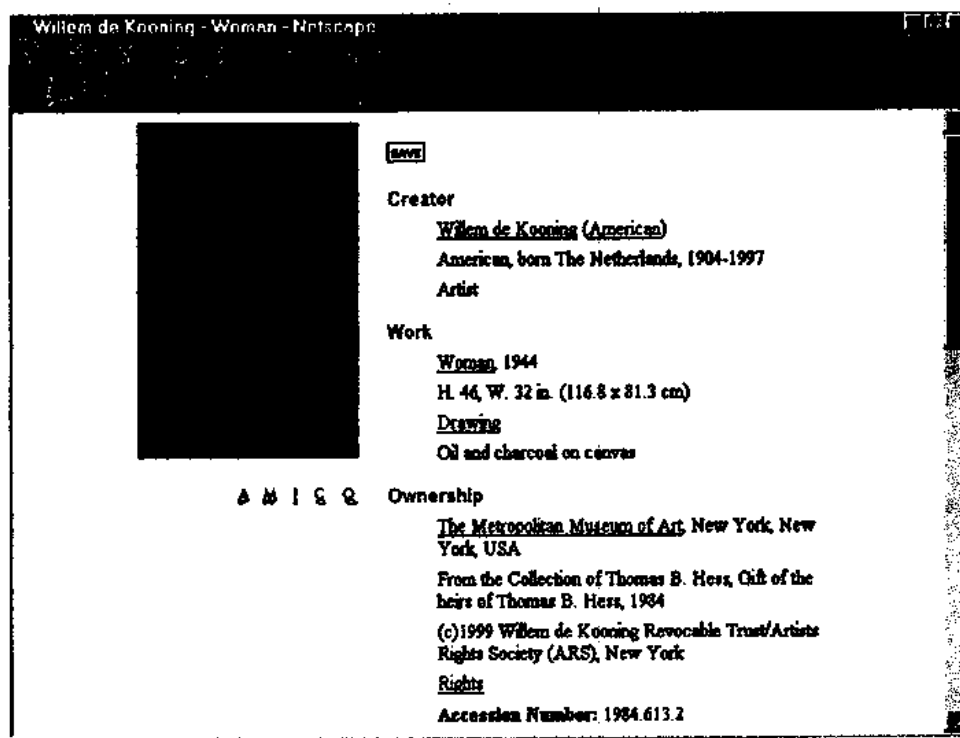 Willem de Kooning - Woman - Netscape
SAVE
Creator
Willem de Kooning (American)
American, born The Netherlands, 1904-1997
Artist
Work
Woman, 1944
H. 46, W. 32 in. (116.8 x 81.3 cm)
Drawing
Oil and charcoal on canvas
A M I C O
Ownership
The Metropolitan Museum of Art, New York, New
York, USA
From the Collection of Thomas B. Hess, Gift of the
heirs of Thomas B. Hess, 1984
(c)1999 Willem de Kooning Revocable Trust/Artists
Rights Society (ARS), New York
Rights
Accession Number: 1984.613.2